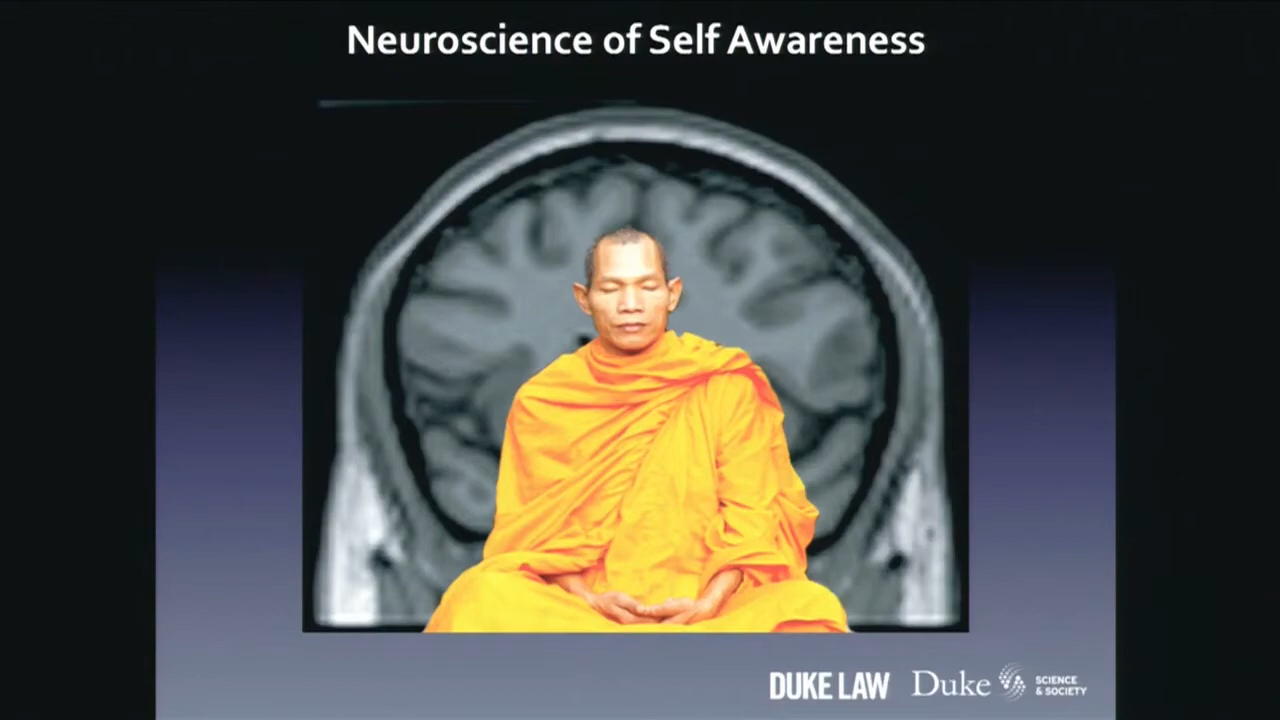 Neuroscience of Self Awareness
DUKE LAW
Duke
SCIENCE
& SOCIETY